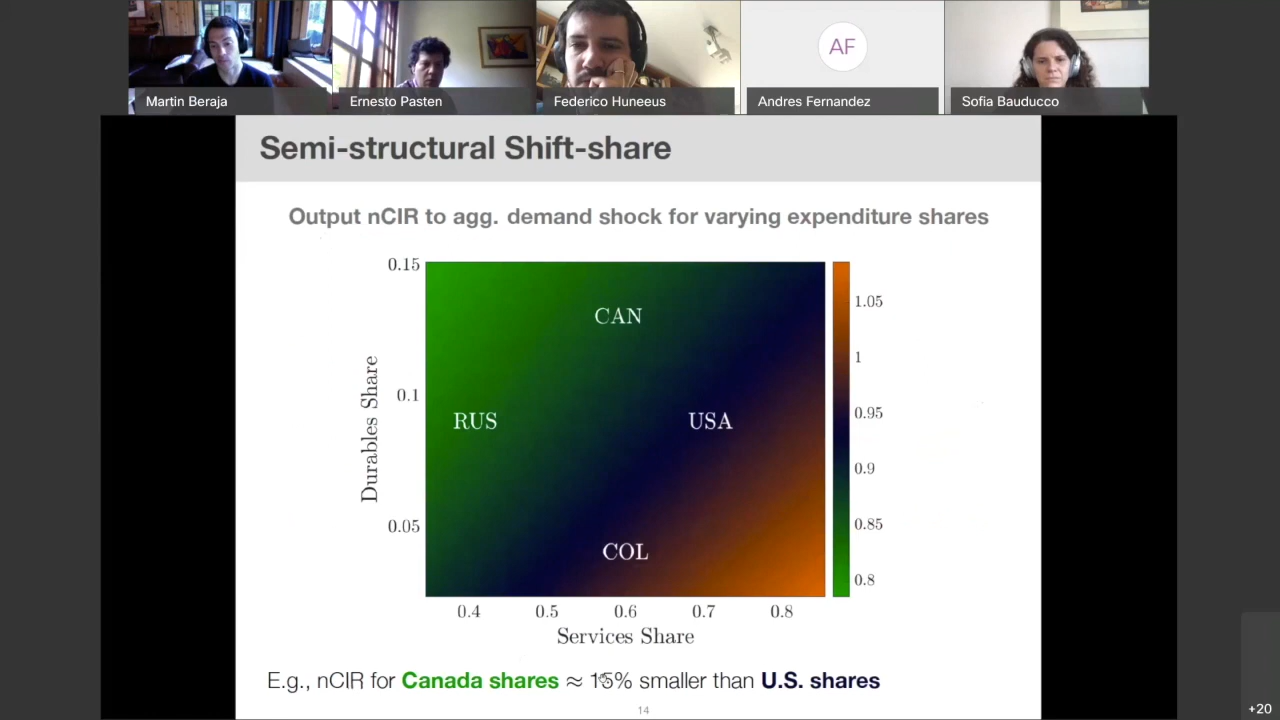 AF
Martin Beraja
Ernesto Pasten
Federico Huneeus
Andres Fernandez
Sofia Bauducco
Semi-structural Shift-share
Output nCIR to agg. demand shock for varying expenditure shares
0.15
0.1
0.05
Durables Share
CAN
RUS
USA
COL
0.4 0.5 0.6 0.7 0.8
Services Share
1.05
1
0.95
0.9
0.85
0.8
E.g., nCIR for Canada shares ≈ 15% smaller than U.S. shares
14
+20